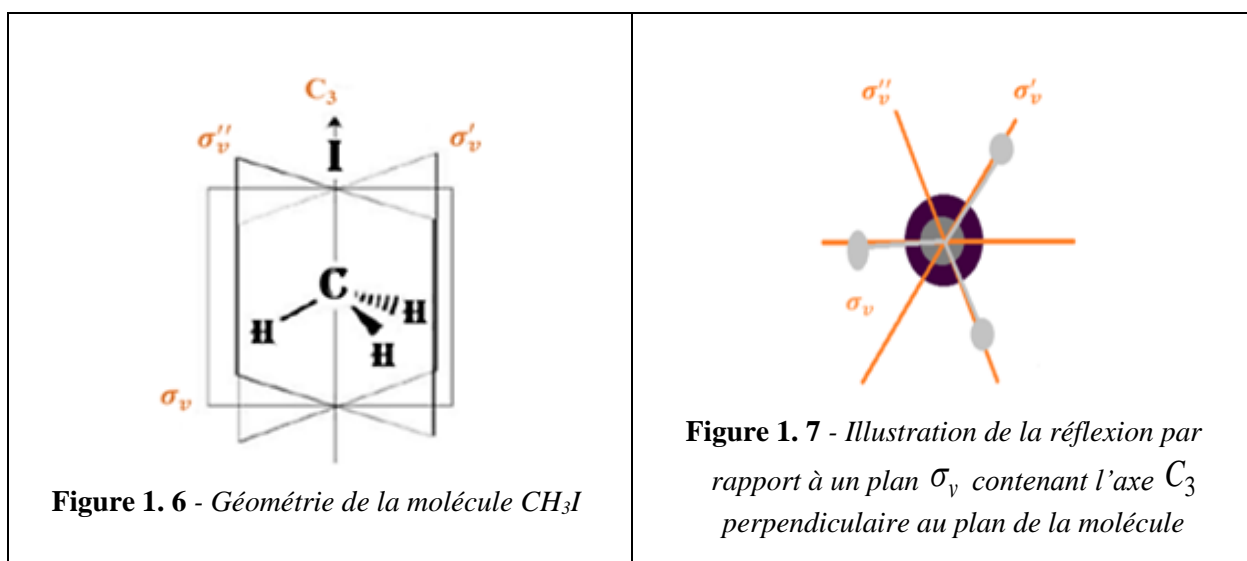 C₃
σᵥ''
I
σᵥ'
C
H
H
H
σᵥ
Figure 1. 6 - Géométrie de la molécule CH₃I
σᵥ''
σᵥ'
σᵥ
Figure 1. 7 - Illustration de la réflexion par
rapport à un plan σᵥ contenant l’axe C₃
perpendiculaire au plan de la molécule